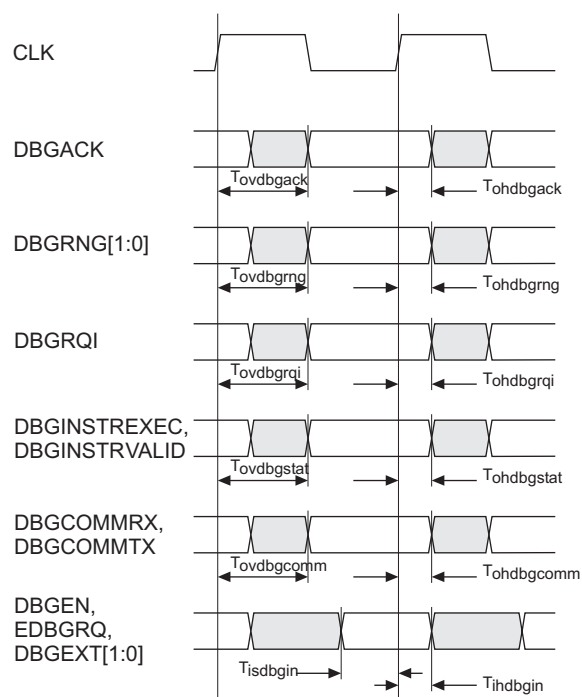 CLK
DBGACK
Tovdbgack
Tohdbgack
DBGRNG[1:0]
Tovdbgrng
Tohdbgrng
DBGRQI
Tovdbgrqi
Tohdbgrqi
DBGINSTREXEC,
DBGINSTRVALID
Tovdbgstat
Tohdbgstat
DBGCOMMRX,
DBGCOMMTX
Tovdbgcomm
Tohdbgcomm
DBGEN,
EDBGRQ,
DBGEXT[1:0]
Tisdbgin
Tihdbgin